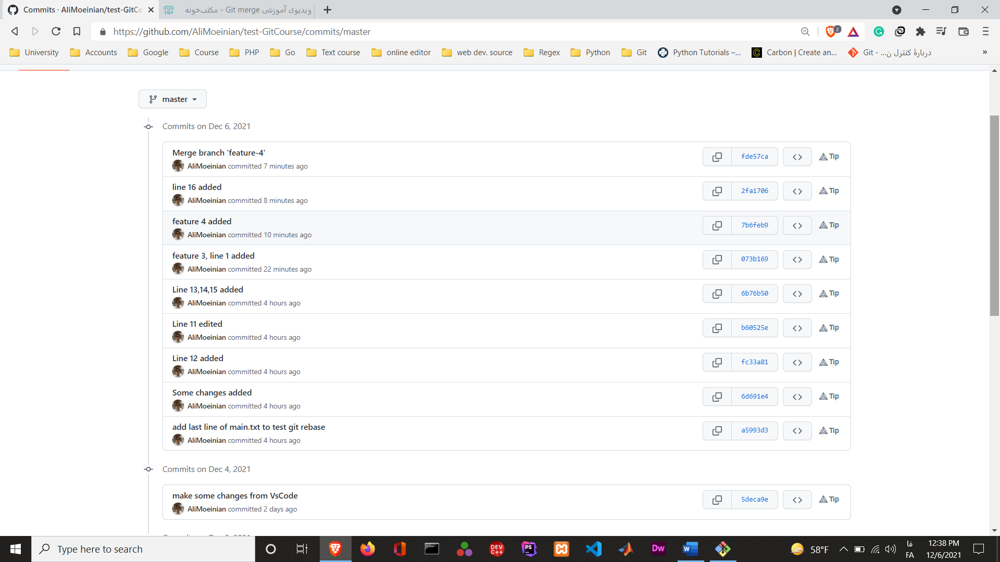 Commits · AliMoeinian/test-GitCo
ویدیوی آموزشی Git merge - مکتب‌خونه
https://github.com/AliMoeinian/test-GitCourse/commits/master
2
University Accounts Google Course PHP Go Text course online editor web dev. source Regex Python Git Python Tutorials –... Carbon | Create an... Git - ...دربارهٔ کنترل ن »
master
Commits on Dec 6, 2021
Merge branch 'feature-4'
AliMoeinian committed 7 minutes ago
fde57ca
Tip
line 16 added
AliMoeinian committed 8 minutes ago
2fa1706
Tip
feature 4 added
AliMoeinian committed 10 minutes ago
7b6feb9
Tip
feature 3, line 1 added
AliMoeinian committed 22 minutes ago
073b169
Tip
Line 13,14,15 added
AliMoeinian committed 4 hours ago
6b76b50
Tip
Line 11 edited
AliMoeinian committed 4 hours ago
b60525e
Tip
Line 12 added
AliMoeinian committed 4 hours ago
fc33a81
Tip
Some changes added
AliMoeinian committed 4 hours ago
6d691e4
Tip
add last line of main.txt to test git rebase
AliMoeinian committed 4 hours ago
a5993d3
Tip
Commits on Dec 4, 2021
make some changes from VsCode
AliMoeinian committed 2 days ago
5deca9e
Tip
Type here to search
DEV C++
PS
Dw
W
58°F
فا
FA
12:38 PM
12/6/2021